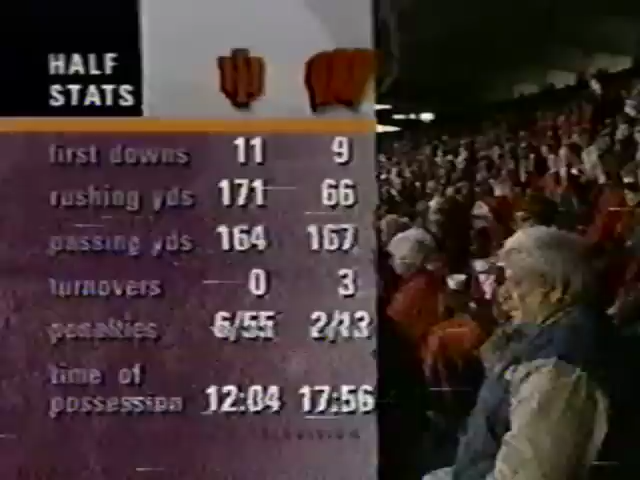 HALF
STATS
first downs 11 9
rushing yds 171 66
passing yds 164 167
turnovers 0 3
penalties 6/55 2/13
time of
possession 12:04 17:56